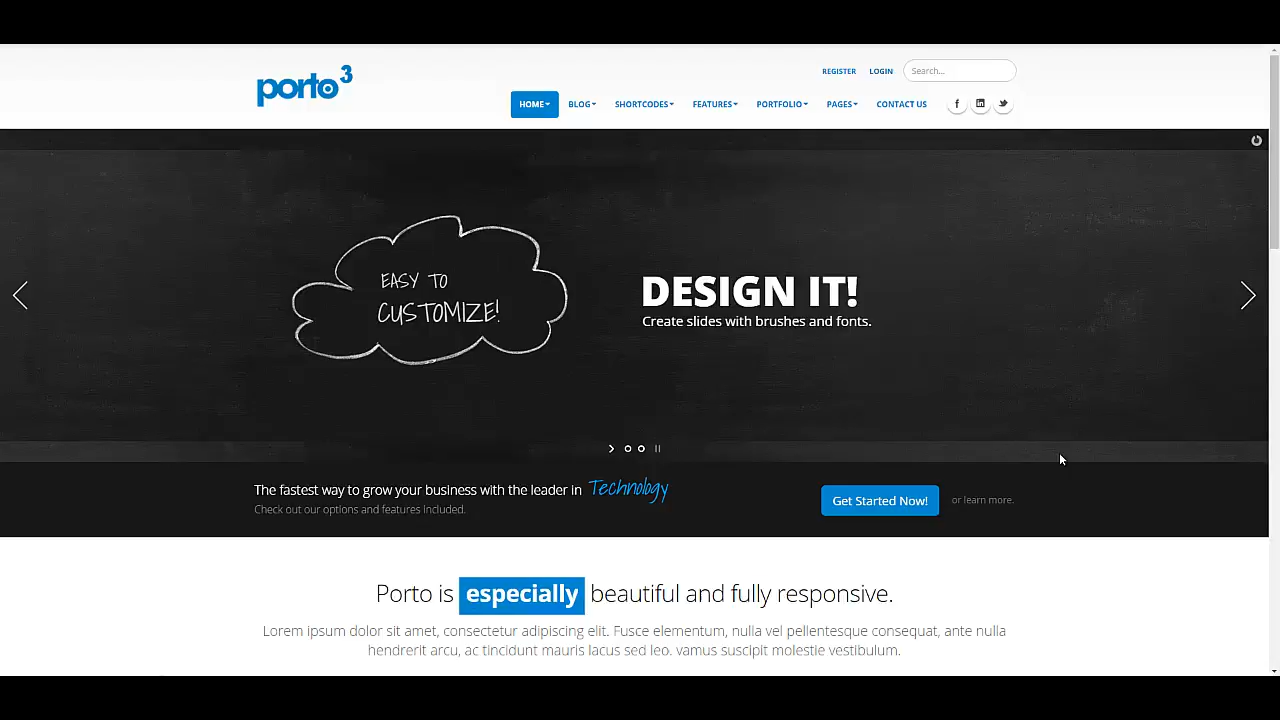 porto3
REGISTER LOGIN Search...
HOME BLOG SHORTCODES FEATURES PORTFOLIO PAGES CONTACT US
EASY TO
CUSTOMIZE!
DESIGN IT!
Create slides with brushes and fonts.
The fastest way to grow your business with the leader in Technology
Check out our options and features included.
Get Started Now! or learn more.
Porto is especially beautiful and fully responsive.
Lorem ipsum dolor sit amet, consectetur adipiscing elit. Fusce elementum, nulla vel pellentesque consequat, ante nulla
hendrerit arcu, ac tincidunt mauris lacus sed leo. vamus suscipit molestie vestibulum.